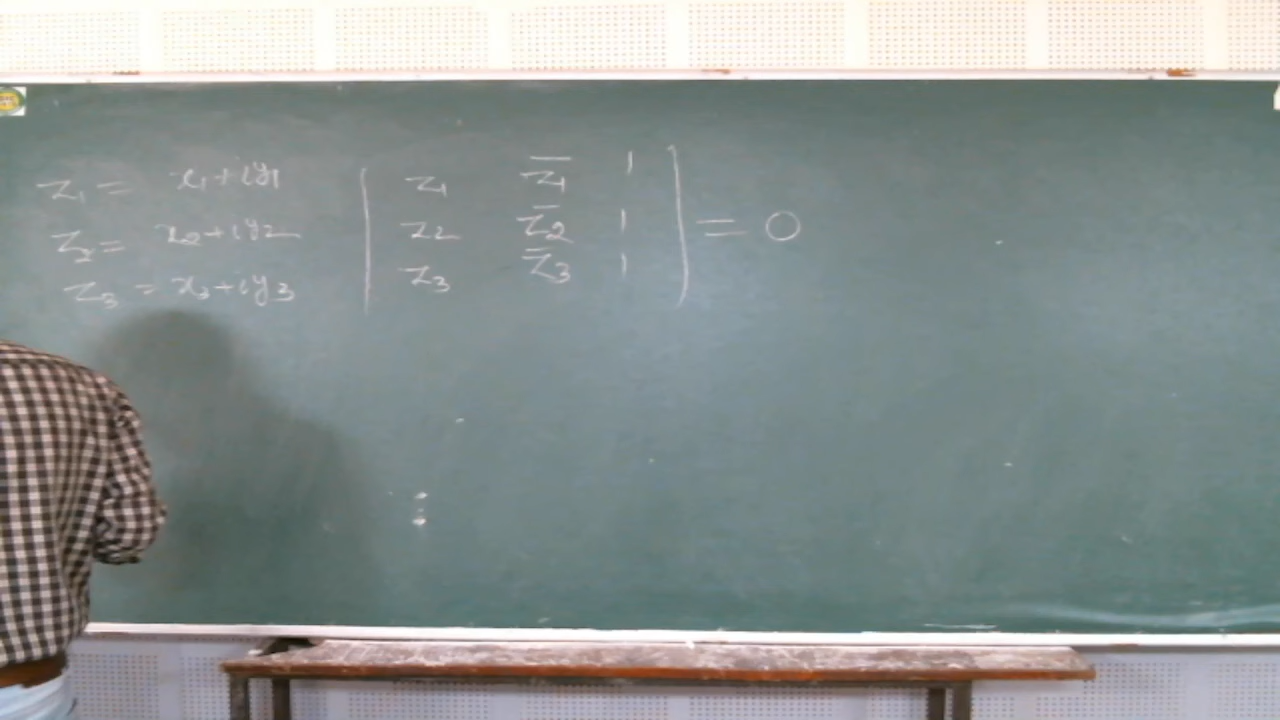 z₁ = x₁+iy₁ | z₁ z̅₁ 1 |
z₂ = x₂+iy₂ | z₂ z̅₂ 1 | = 0
z₃ = x₃+iy₃ | z₃ z̅₃ 1 |